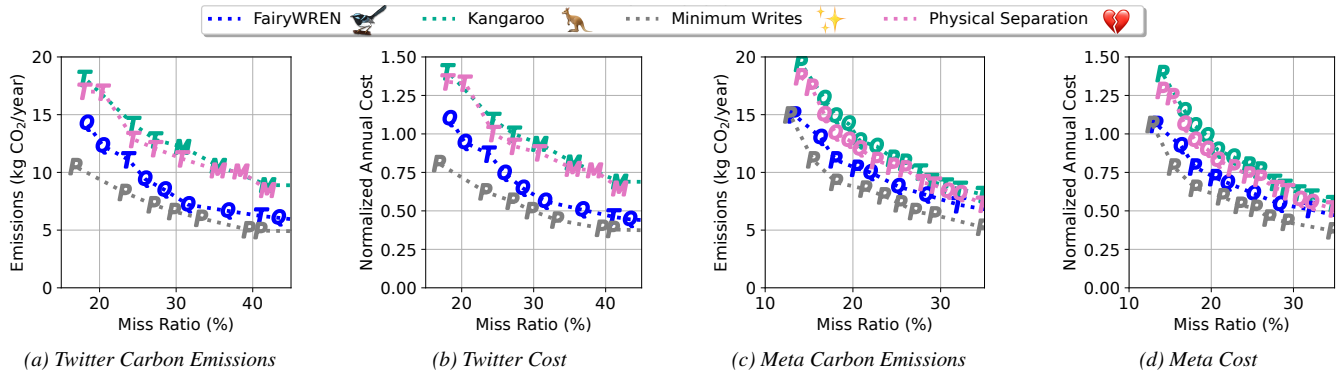 FairyWREN Kangaroo Minimum Writes Physical Separation
Emissions (kg CO₂/year)
20
15
10
5
0
T T T T M M M
T T T T T M M M
Q Q T Q Q Q Q T Q
P P P P P P P
20 30 40
Miss Ratio (%)
(a) Twitter Carbon Emissions
Normalized Annual Cost
1.50
1.25
1.00
0.75
0.50
0.25
0.00
20 30 40
Miss Ratio (%)
(b) Twitter Cost
Emissions (kg CO₂/year)
20
15
10
5
0
10 20 30
Miss Ratio (%)
(c) Meta Carbon Emissions
Normalized Annual Cost
1.50
1.25
1.00
0.75
0.50
0.25
0.00
10 20 30
Miss Ratio (%)
(d) Meta Cost